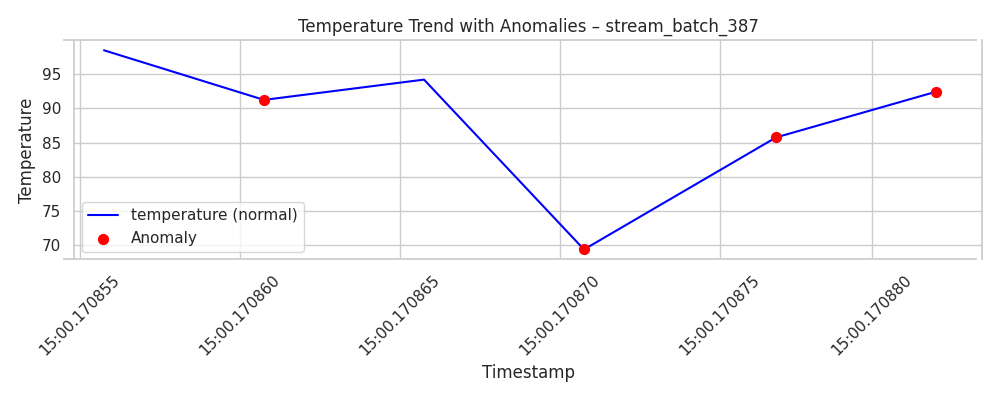 Temperature Trend with Anomalies – stream_batch_387
Temperature
95
90
85
80
75
70
temperature (normal)
Anomaly
15:00.170855
15:00.170860
15:00.170865
15:00.170870
15:00.170875
15:00.170880
Timestamp